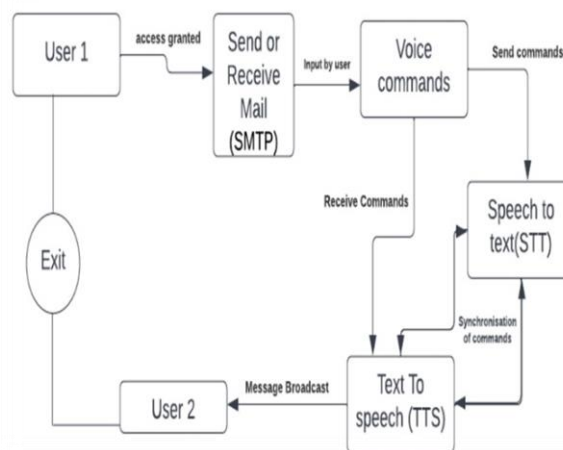 User 1
access granted
Send or
Receive
Mail
(SMTP)
Input by user
Voice
commands
Send commands
Receive Commands
Speech to
text(STT)
Exit
Synchronisation
of commands
Message Broadcast
User 2
Text To
speech (TTS)